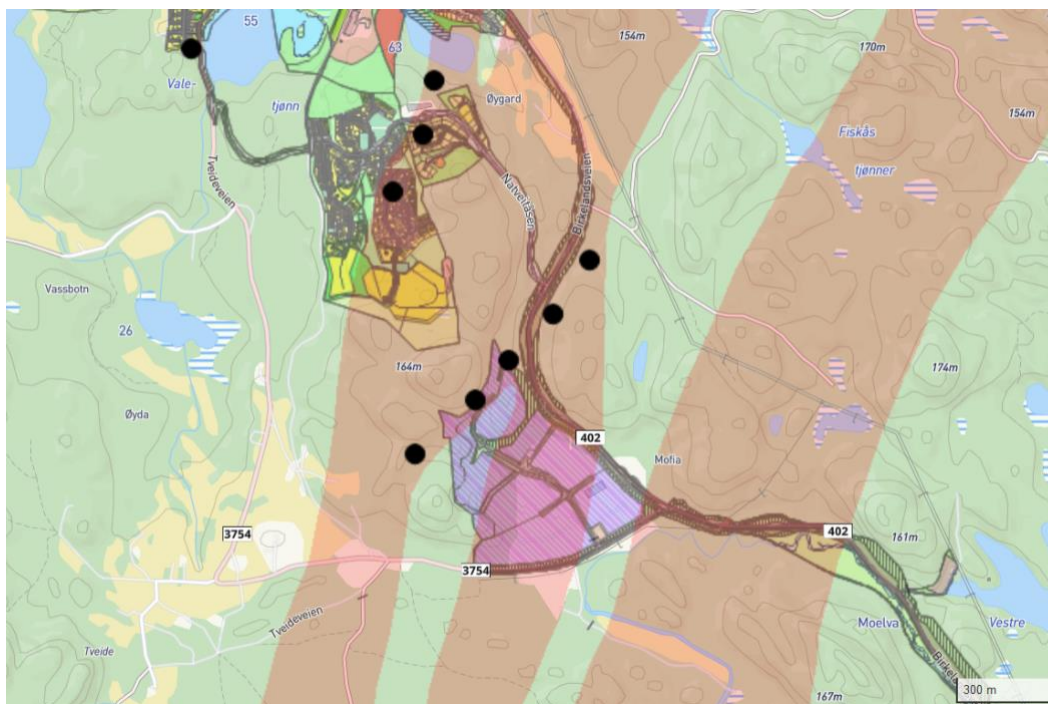 55
154m
63
170m
Vale-
tjønn
Øygard
154m
Fiskås
tjønner
Tveideveien
Natveitåsen
Birkelandsveien
Vassbotn
26
164m
174m
Øyda
402
Mofia
3754
402
161m
3754
Moelva
Vestre
Tveideveien
Tveide
167m
300 m